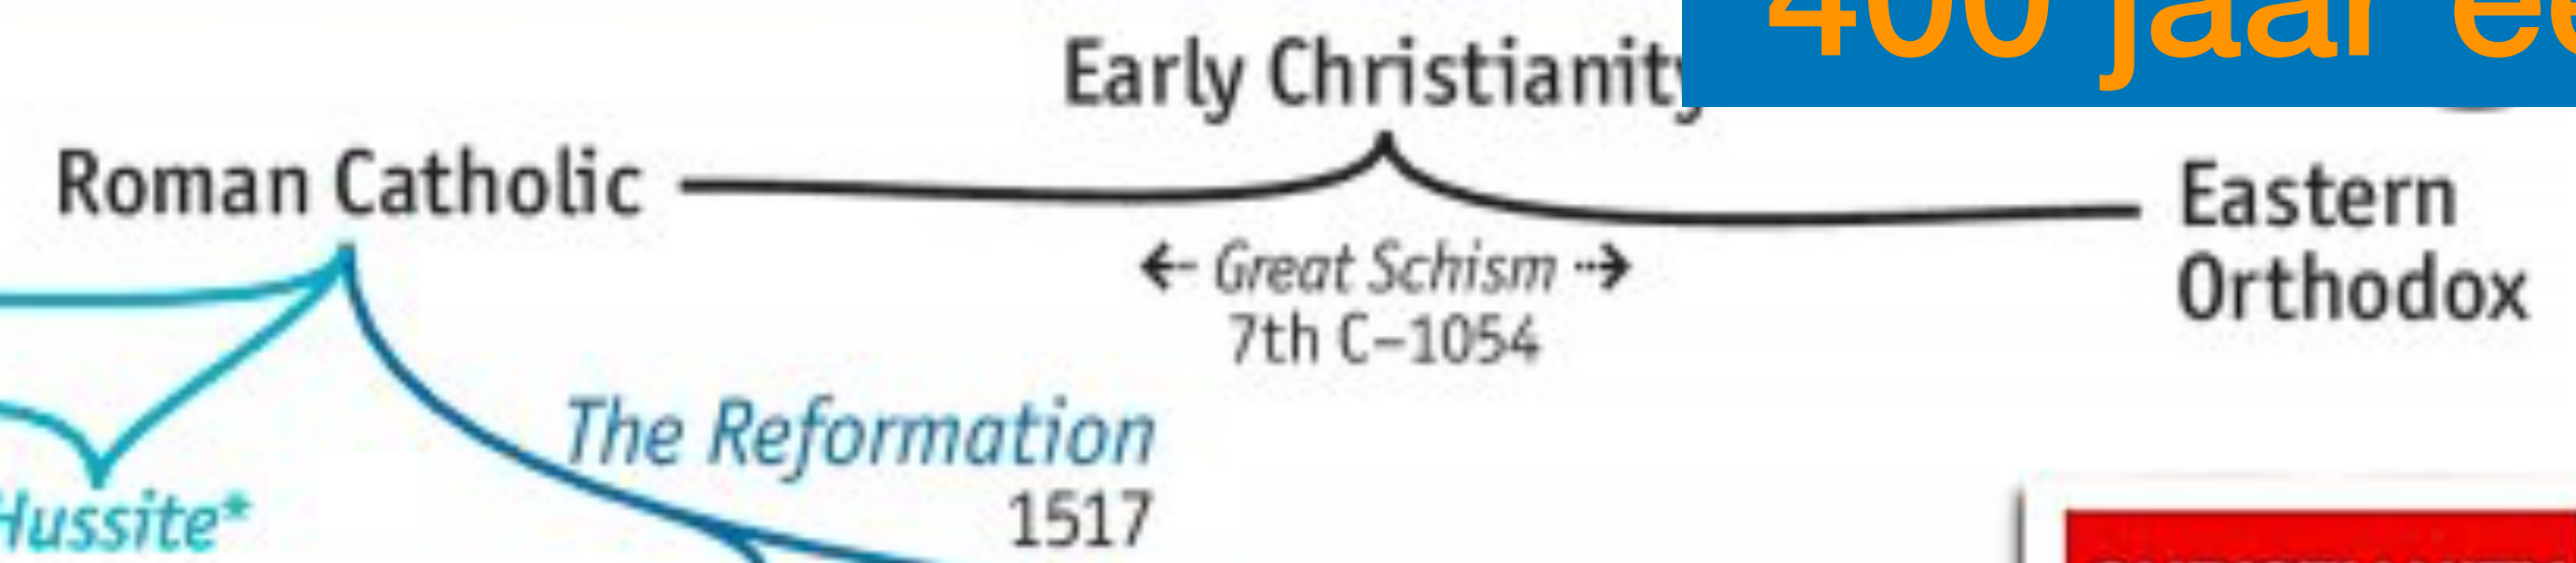 400 jaar
Early Christianity
Roman Catholic
Eastern
Orthodox
← Great Schism →
7th C–1054
The Reformation
1517
Hussite*